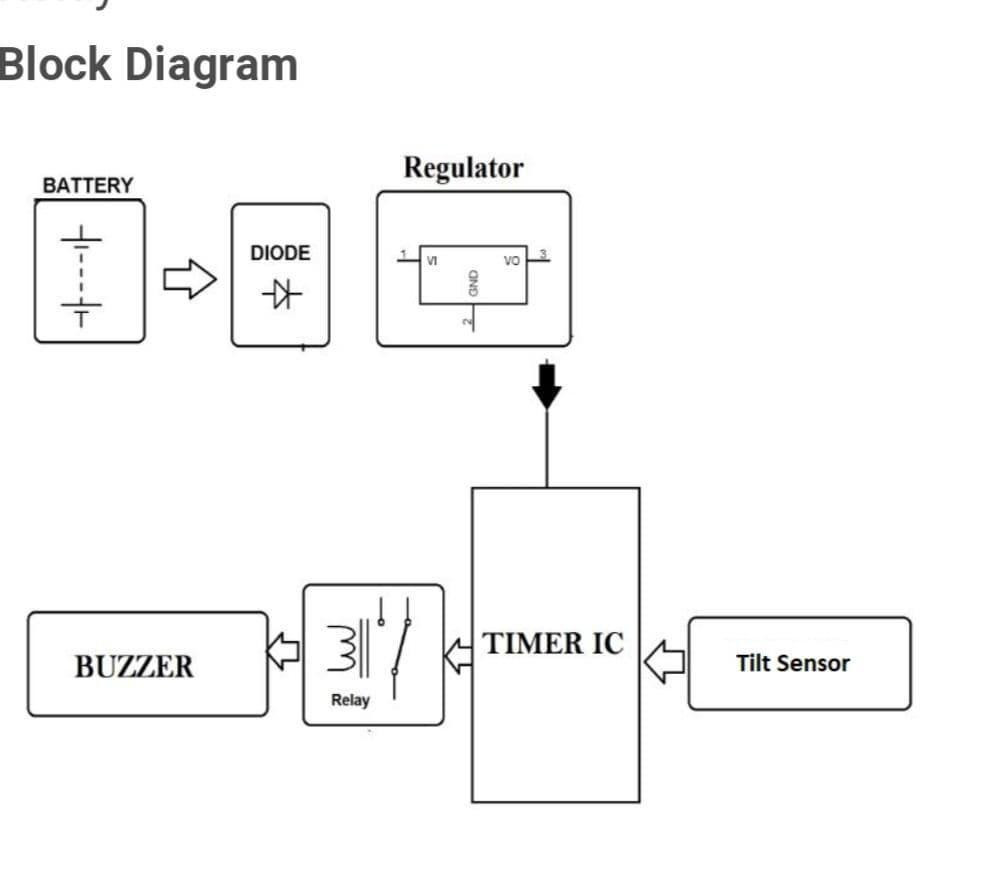 Block Diagram
Regulator
BATTERY
DIODE
1
VI
VO
3
GND
2
TIMER IC
BUZZER
Tilt Sensor
Relay